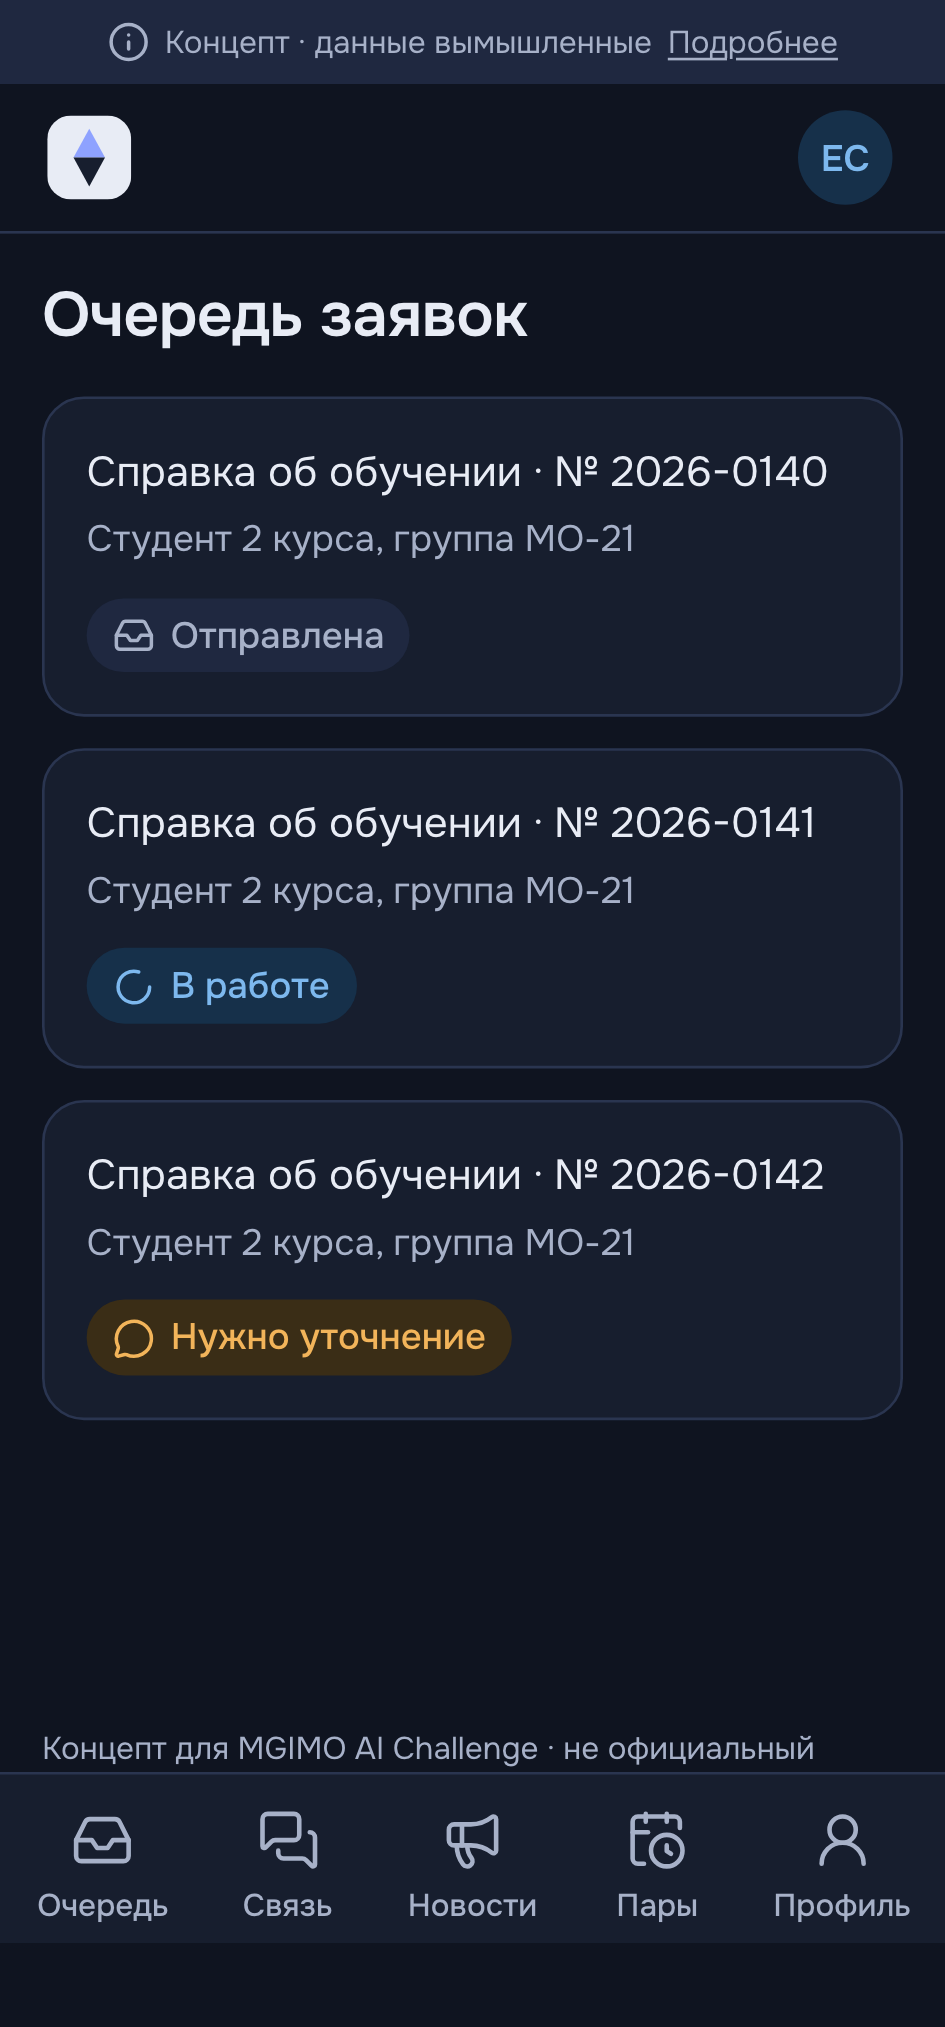 Концепт · данные вымышленные Подробнее
ЕС
Очередь заявок
Справка об обучении · № 2026-0140
Студент 2 курса, группа МО-21
Отправлена
Справка об обучении · № 2026-0141
Студент 2 курса, группа МО-21
В работе
Справка об обучении · № 2026-0142
Студент 2 курса, группа МО-21
Нужно уточнение
Концепт для MGIMO AI Challenge · не официальный
Очередь Связь Новости Пары Профиль